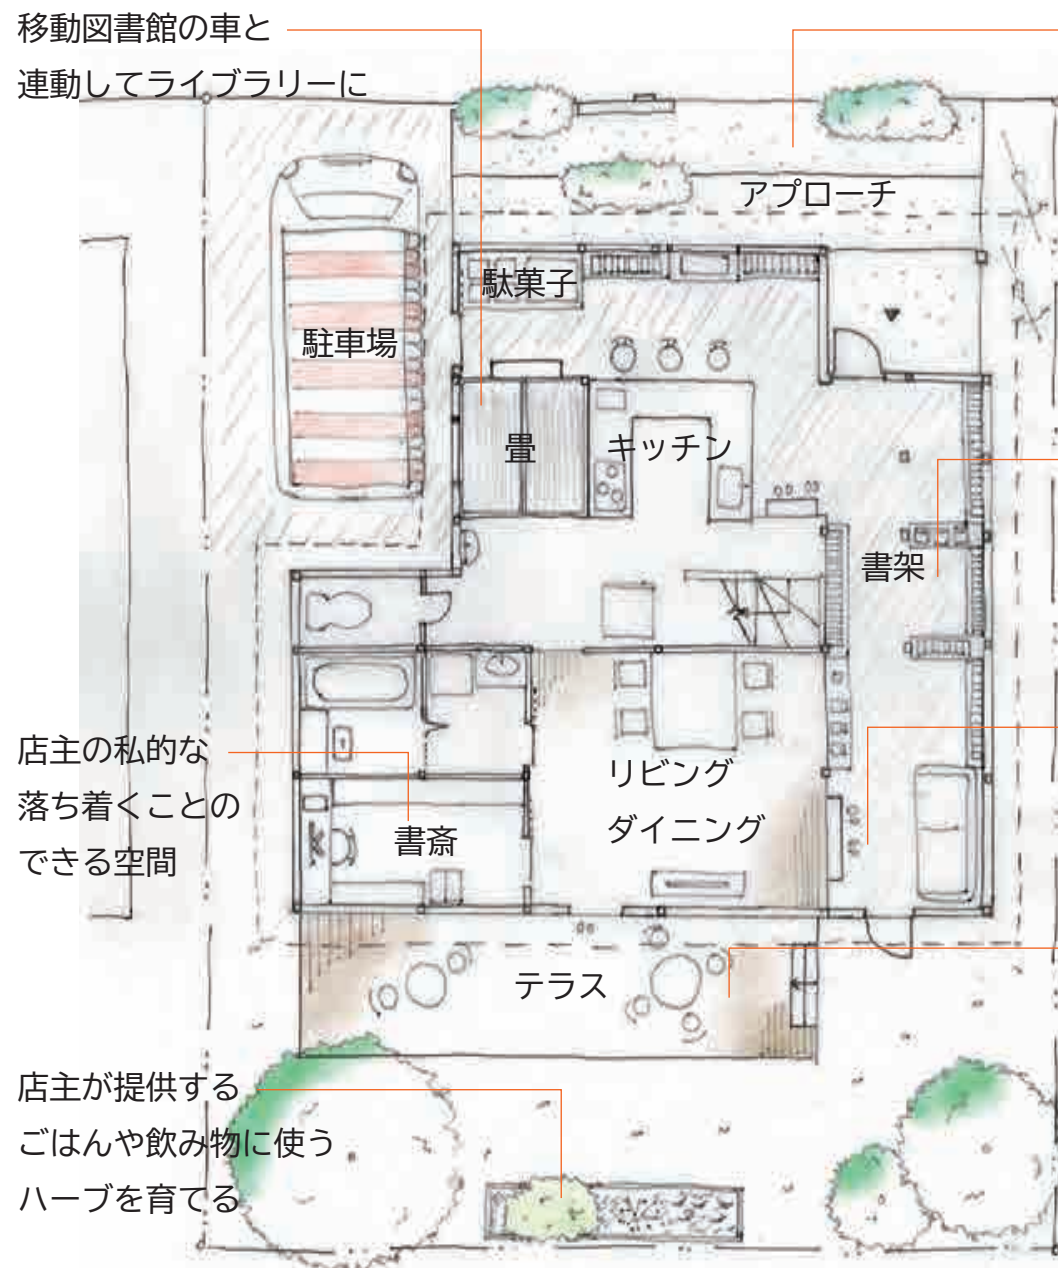 移動図書館の車と
連動してライブラリーに
アプローチ
駄菓子
駐車場
畳
キッチン
書架
店主の私的な
落ち着くことの
できる空間
リビング
ダイニング
書斎
テラス
店主が提供する
ごはんや飲み物に使う
ハーブを育てる